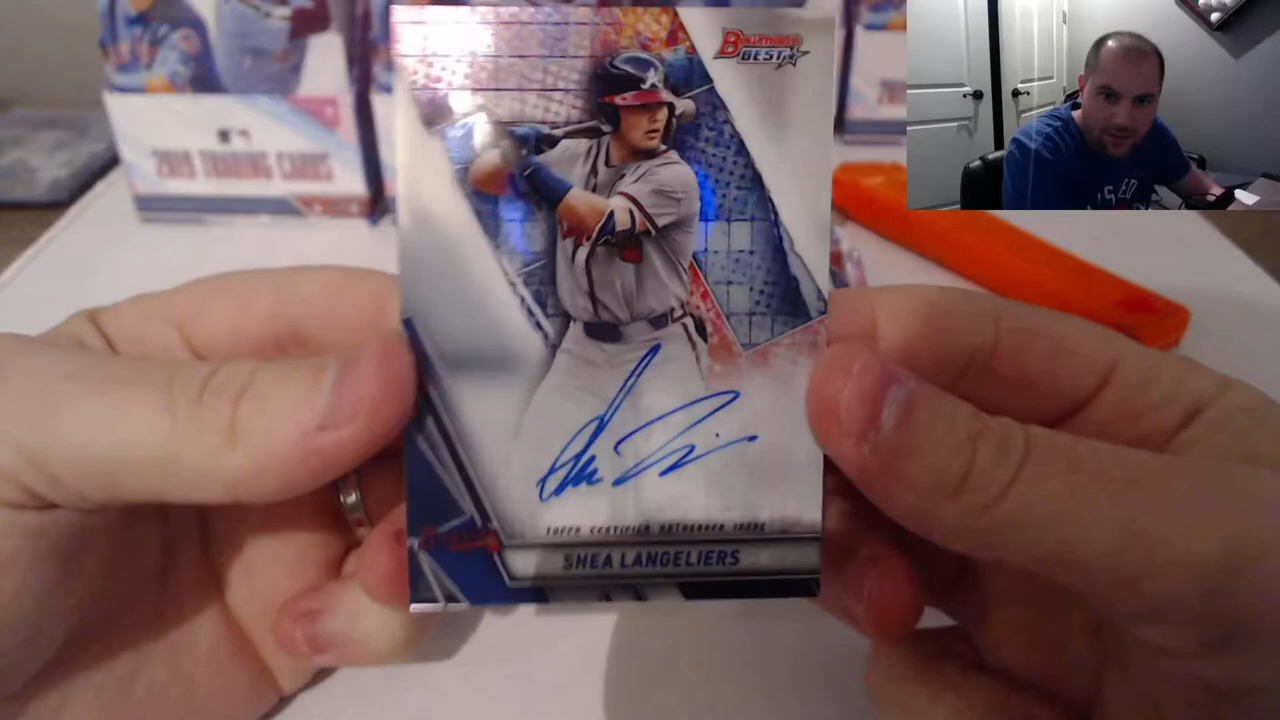 BOWMAN'S
BEST
2019 TRADING CARDS
TOPPS CERTIFIED AUTOGRAPH ISSUE
SHEA LANGELIERS